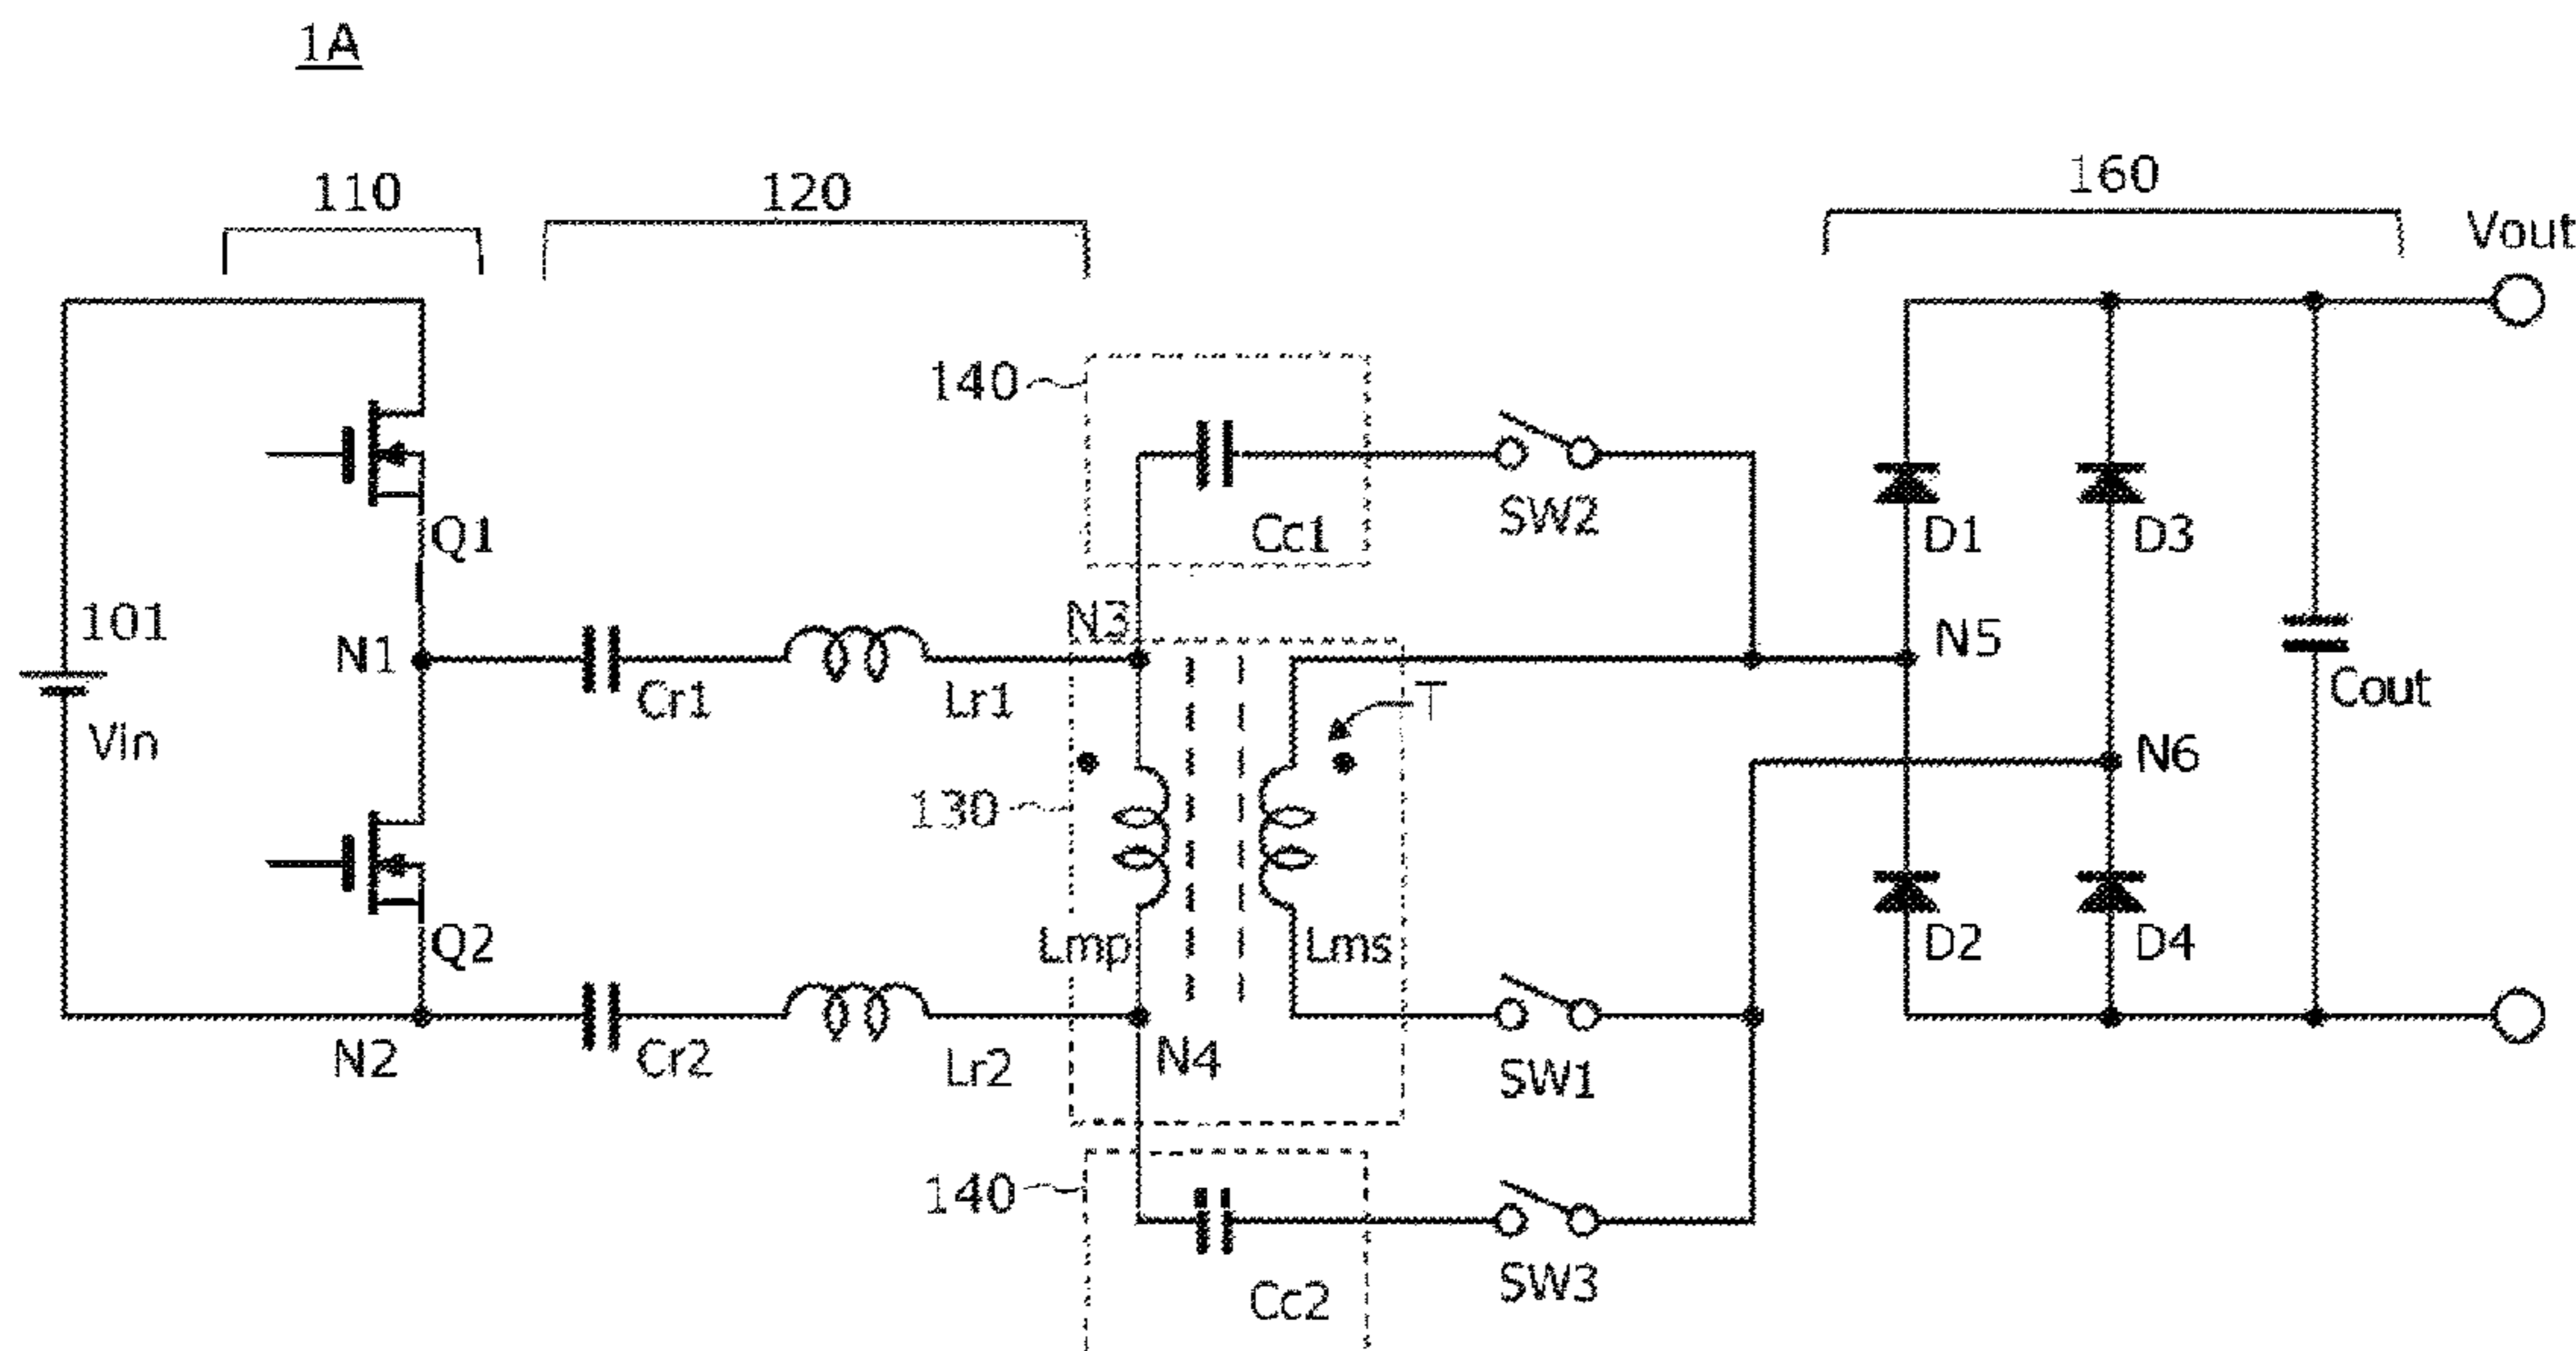 1A
110
120
160
Vout
140
Cc1
SW2
Q1
D1
D3
101
Vin
N1
Cr1
Lr1
N3
T
N5
N6
Cout
130
Q2
Lmp
Lms
D2
D4
N2
Cr2
Lr2
N4
SW1
140
Cc2
SW3